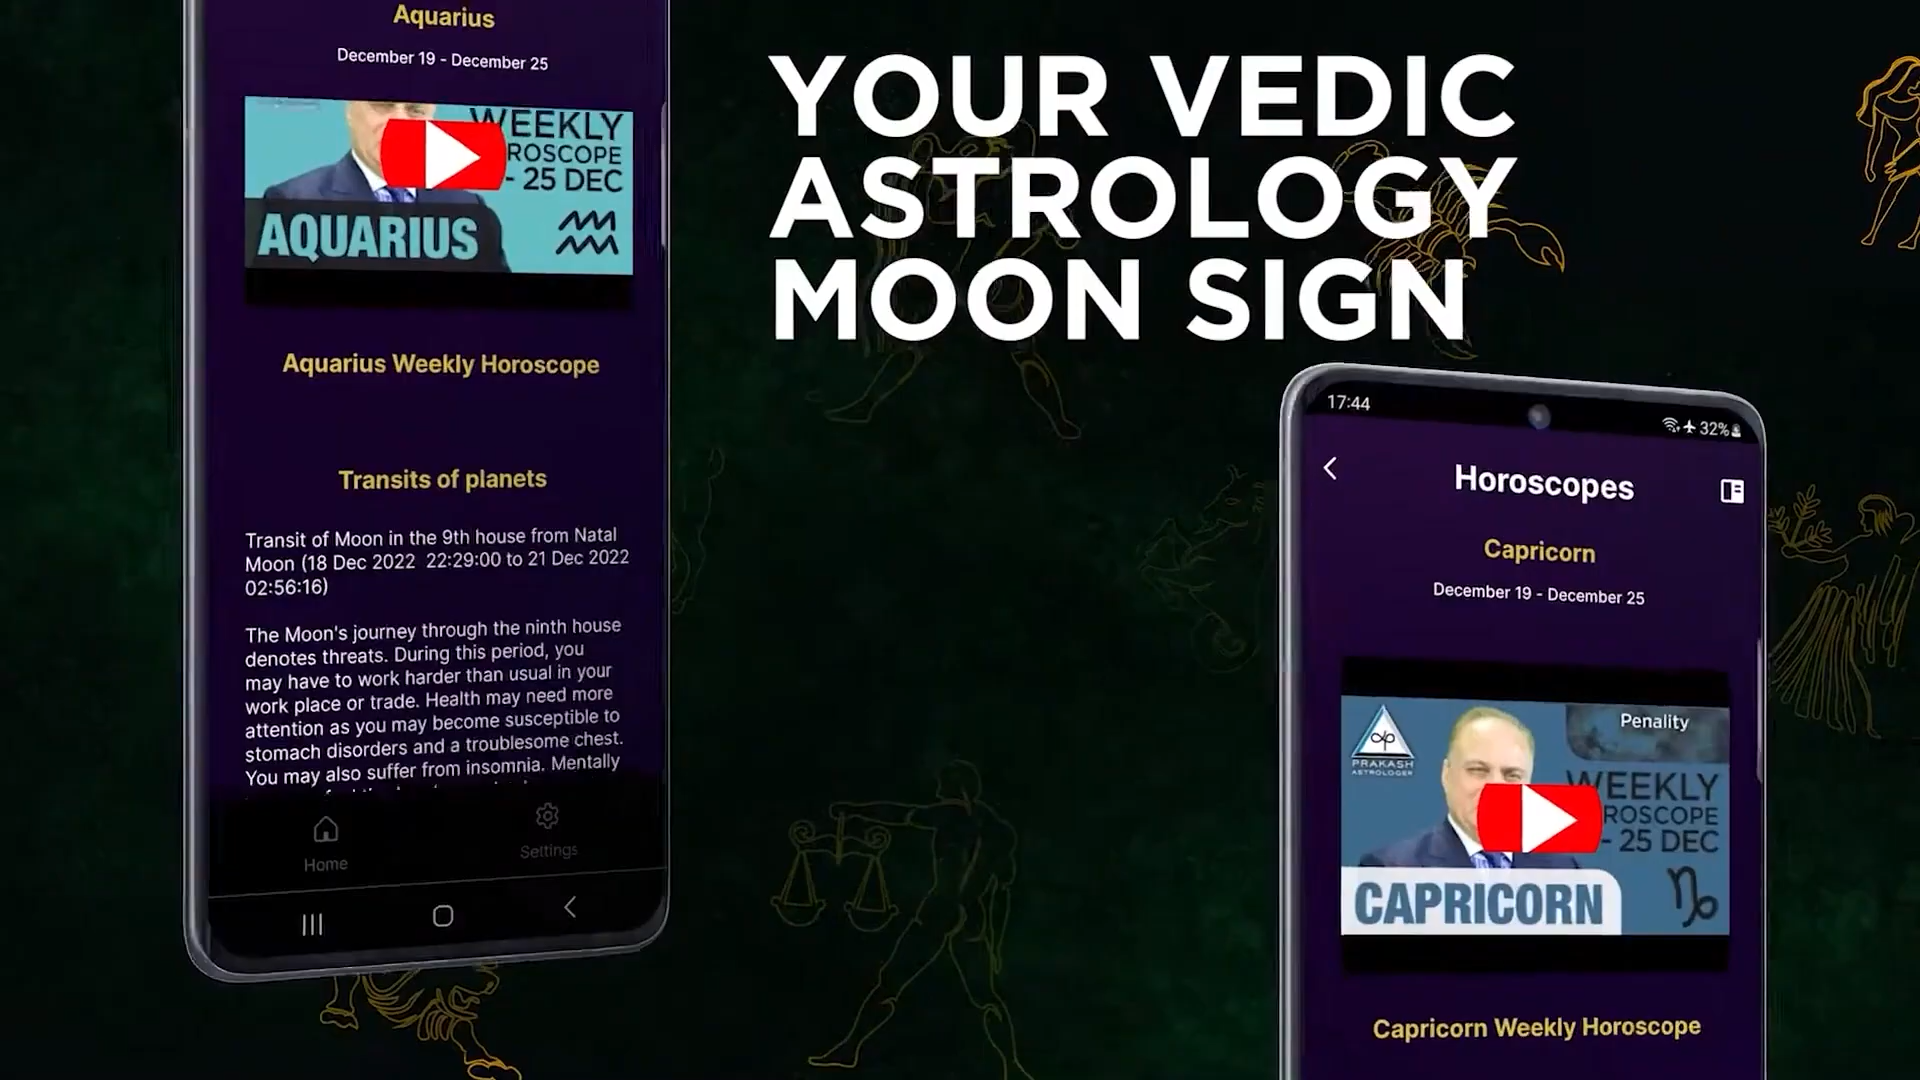 Aquarius
December 19 - December 25
WEEKLY
ROSCOPE
- 25 DEC
AQUARIUS
Aquarius Weekly Horoscope
Transits of planets
Transit of Moon in the 9th house from Natal
Moon (18 Dec 2022 22:29:00 to 21 Dec 2022
02:56:16)
The Moon's journey through the ninth house
denotes threats. During this period, you
may have to work harder than usual in your
work place or trade. Health may need more
attention as you may become susceptible to
stomach disorders and a troublesome chest.
You may also suffer from insomnia. Mentally
Home
Settings
YOUR VEDIC
ASTROLOGY
MOON SIGN
17:44
32%
Horoscopes
Capricorn
December 19 - December 25
PRAKASH
ASTROLOGER
Penality
WEEKLY
ROSCOPE
- 25 DEC
CAPRICORN
Capricorn Weekly Horoscope